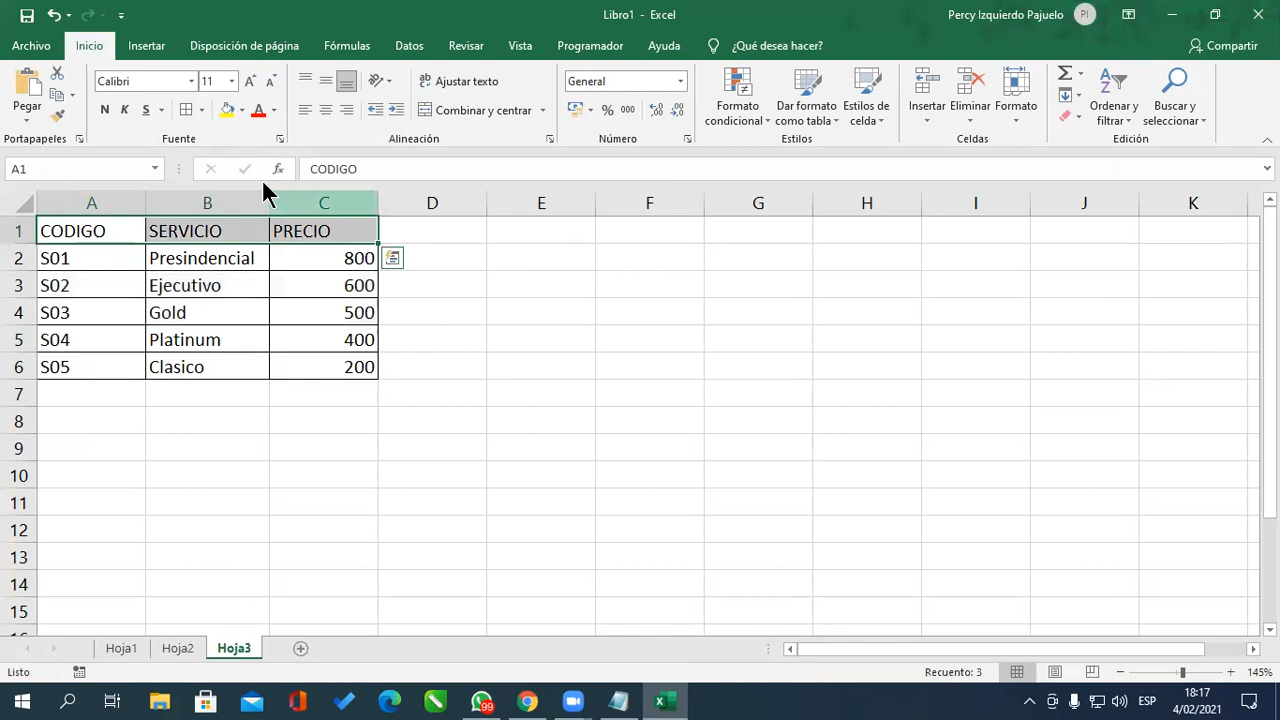 Libro1 - Excel
Percy Izquierdo Pajuelo
PI
Archivo Inicio Insertar Disposición de página Fórmulas Datos Revisar Vista Programador Ayuda ¿Qué desea hacer? Compartir
Pegar
Calibri 11
N K S
Ajustar texto
Combinar y centrar
General
% 000
Formato condicional
Dar formato como tabla
Estilos de celda
Insertar
Eliminar
Formato
Ordenar y filtrar
Buscar y seleccionar
Portapapeles Fuente Alineación Número Estilos Celdas Edición
A1 fx CODIGO
A B C D E F G H I J K
1 CODIGO SERVICIO PRECIO
2 S01 Presindencial 800
3 S02 Ejecutivo 600
4 S03 Gold 500
5 S04 Platinum 400
6 S05 Clasico 200
7
8
9
10
11
12
13
14
15
Hoja1 Hoja2 Hoja3
Listo Recuento: 3 145%
99
ESP
18:17
4/02/2021